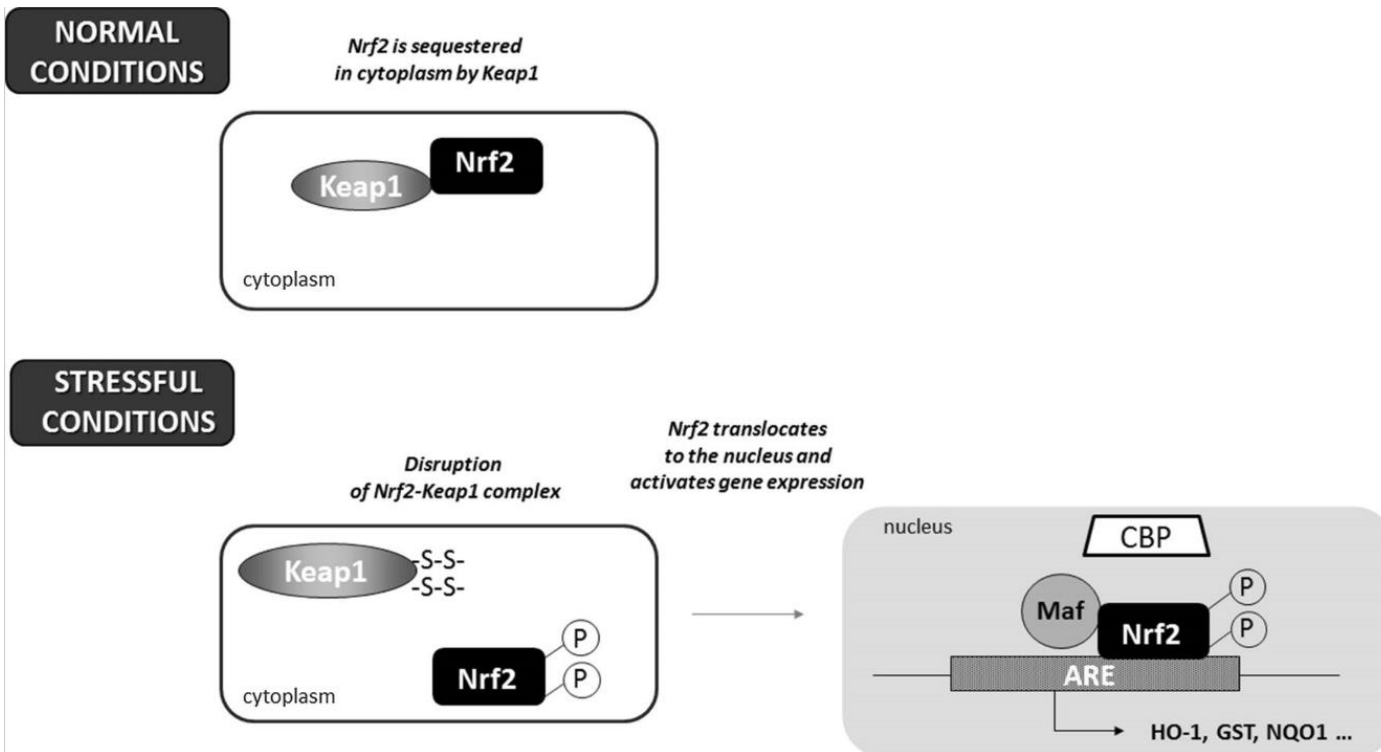 NORMAL
CONDITIONS
Nrf2 is sequestered
in cytoplasm by Keap1
Keap1
Nrf2
cytoplasm
STRESSFUL
CONDITIONS
Disruption
of Nrf2-Keap1 complex
Nrf2 translocates
to the nucleus and
activates gene expression
Keap1
-S-S-
-S-S-
Nrf2
P
P
cytoplasm
nucleus
CBP
Maf
Nrf2
P
P
ARE
HO-1, GST, NQO1 ...